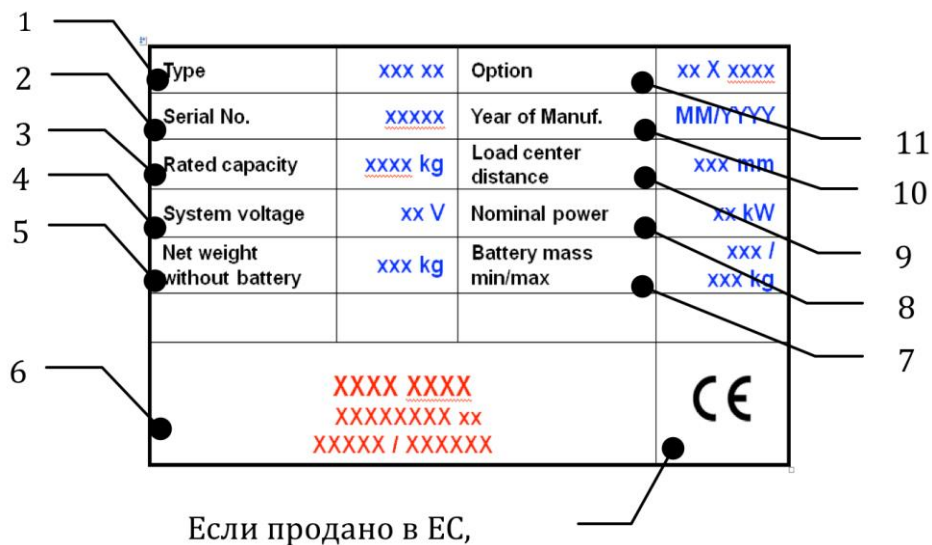 1
2
3
4
5
6
Type xxx xx Option xx X xxxx
Serial No. xxxxx Year of Manuf. MM/YYYY
Rated capacity xxxx kg Load center distance xxx mm
System voltage xx V Nominal power xx kW
Net weight without battery xxx kg Battery mass min/max xxx / xxx kg
XXXX XXXX
XXXXXXXX xx
XXXXX / XXXXXX
CE
11
10
9
8
7
Если продано в ЕС,